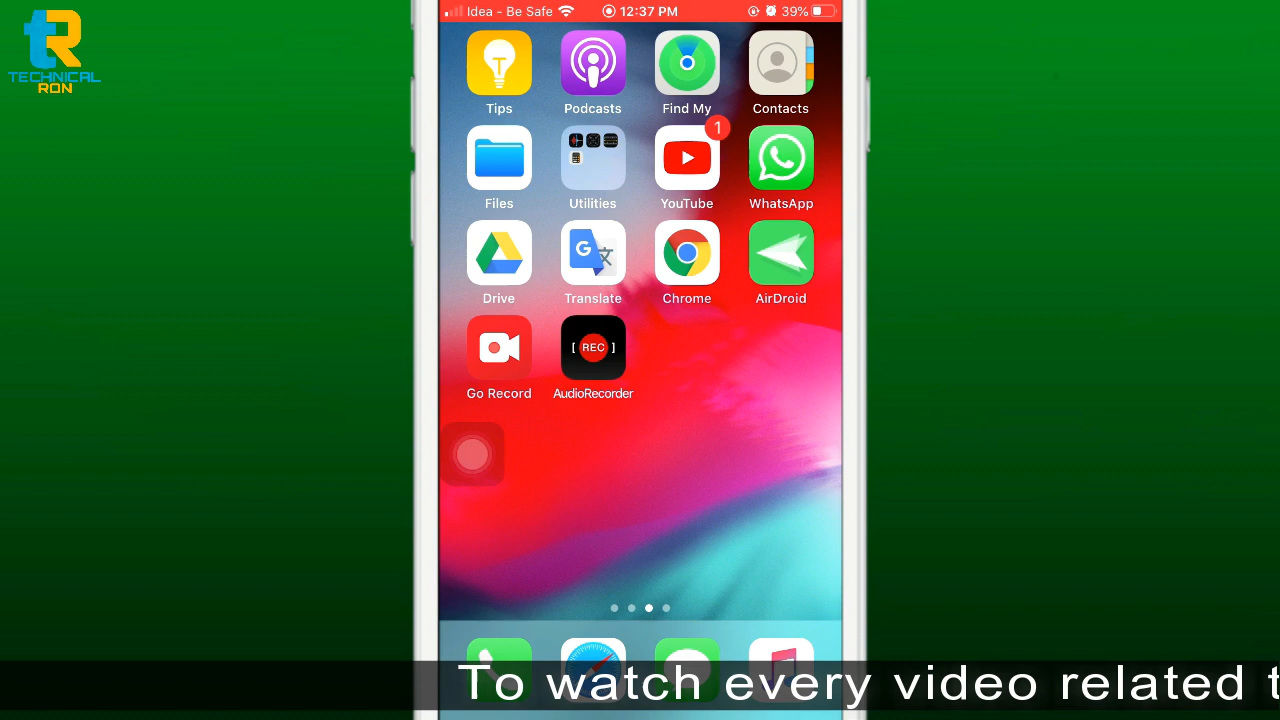 Idea - Be Safe 12:37 PM 39%
TECHNICAL
RON
Tips Podcasts Find My Contacts
1
Files Utilities YouTube WhatsApp
Drive Translate Chrome AirDroid
[ REC ]
Go Record AudioRecorder
To watch every video related t